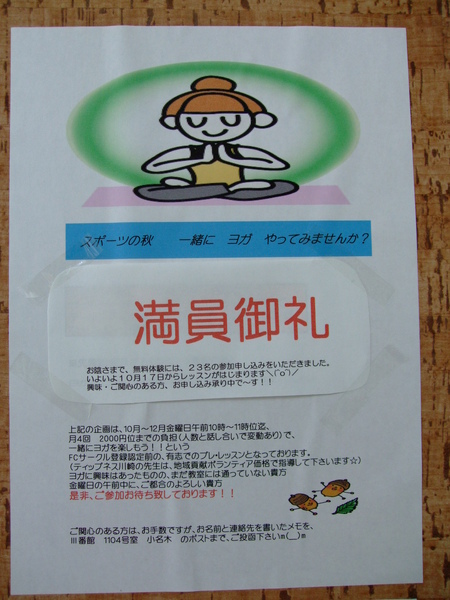 スポーツの秋　　一緒に　ヨガ　やってみませんか？
満員御礼
お陰さまで、無料体験には、２３名の参加申し込みをいただきました。
いよいよ１０月１７日からレッスンがはじまります＼(^o^)／
興味・ご関心のある方、お申し込み承り中で～す！！
上記の企画は、10月～12月金曜日午前10時～11時位迄、
月4回　2000円位までの負担(人数と話し合いで変動あり)で、
一緒にヨガを楽しもう！！という
FCサークル登録認定前の、有志でのプレ・レッスンとなっております。
(ティップネス川崎の先生は、地域貢献ボランティア価格で指導して下さいます☆)
ヨガに興味はあったものの、まだ教室には通っていない貴方
金曜日の午前中に、ご都合のよろしい貴方
是非、ご参加お待ち致しております！！
ご関心のある方は、お手数ですが、お名前と連絡先を書いたメモを、
Ⅲ番館　1104号室　小名木　のポストまで、ご投函下さいm(__)m